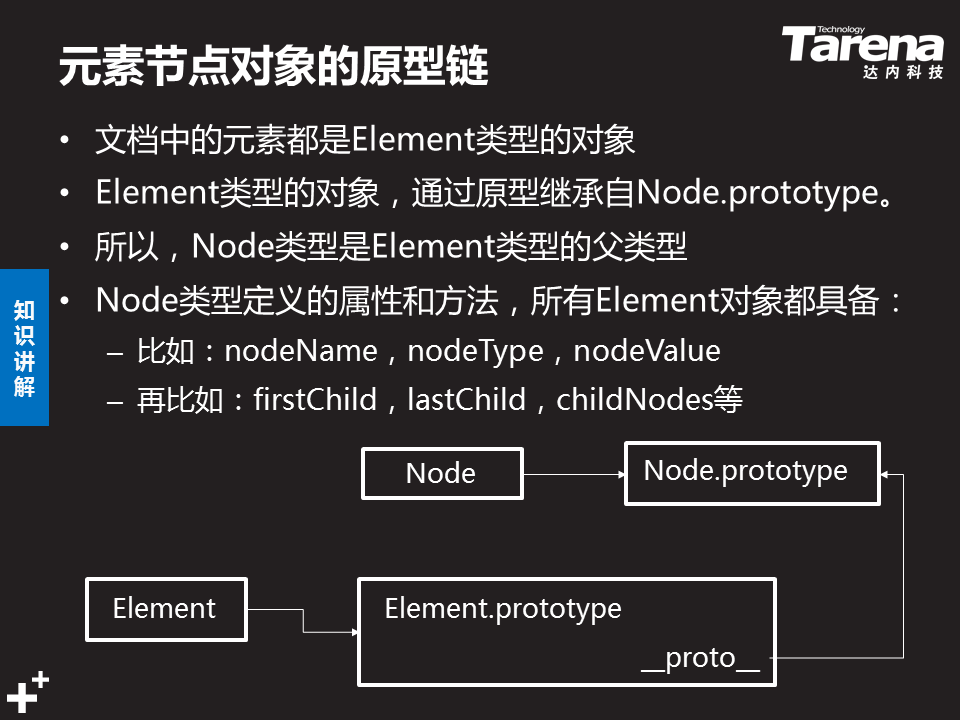 元素节点对象的原型链
Technology
Tarena
达内科技
• 文档中的元素都是Element类型的对象
• Element类型的对象，通过原型继承自Node.prototype。
• 所以，Node类型是Element类型的父类型
• Node类型定义的属性和方法，所有Element对象都具备：
– 比如：nodeName，nodeType，nodeValue
– 再比如：firstChild，lastChild，childNodes等
知识讲解
Node
Node.prototype
Element
Element.prototype
__proto__